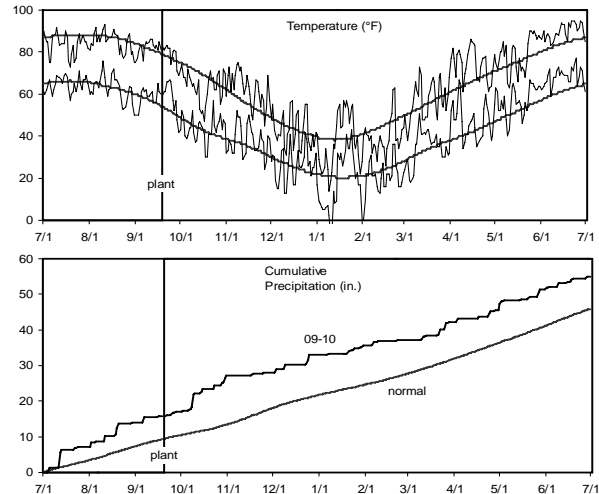 100
Temperature (°F)
80
60
40
20
plant
0
7/1 8/1 9/1 10/1 11/1 12/1 1/1 2/1 3/1 4/1 5/1 6/1 7/1
60
Cumulative
Precipitation (in.)
50
09-10
40
30
normal
20
10
plant
0
7/1 8/1 9/1 10/1 11/1 12/1 1/1 2/1 3/1 4/1 5/1 6/1 7/1